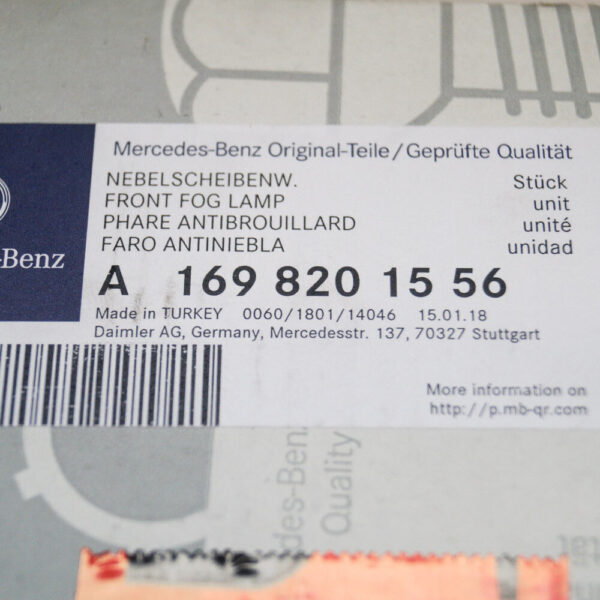 Mercedes-Benz Original-Teile/Geprüfte Qualität
NEBELSCHEIBENW. Stück
FRONT FOG LAMP unit
PHARE ANTIBROUILLARD unité
FARO ANTINIEBLA unidad
-Benz
A 169 820 15 56
Made in TURKEY 0060/1801/14046 15.01.18
Daimler AG, Germany, Mercedesstr. 137, 70327 Stuttgart
More information on
http://p.mb-qr.com
des-Benz
Quality